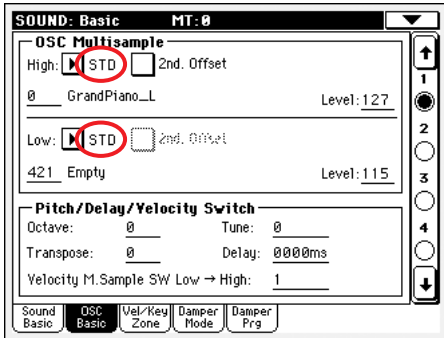 SOUND: Basic MT:0
OSC Multisample
High: STD 2nd. Offset
0 GrandPiano_L Level:127
Low: STD 2nd. Offset
421 Empty Level:115
Pitch/Delay/Velocity Switch
Octave: 0 Tune: 0
Transpose: 0 Delay: 0000ms
Velocity M.Sample SW Low → High: 1
1
2
3
4
Sound Basic
OSC Basic
Vel/Key Zone
Damper Mode
Damper Prg